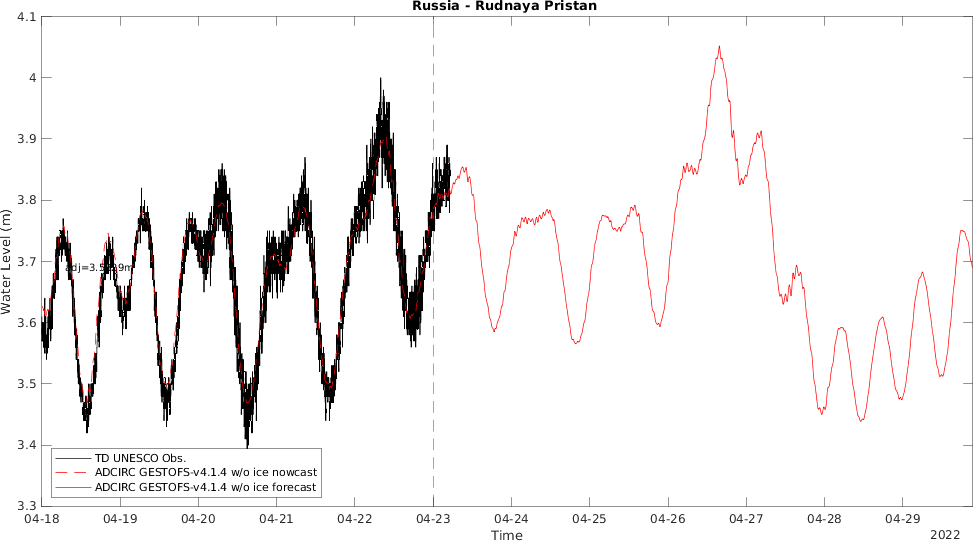 Russia - Rudnaya Pristan
4.1
4
3.9
3.8
3.7
3.6
3.5
3.4
3.3
Water Level (m)
TD UNESCO Obs.
ADCIRC GESTOFS-v4.1.4 w/o ice nowcast
ADCIRC GESTOFS-v4.1.4 w/o ice forecast
04-18 04-19 04-20 04-21 04-22 04-23 04-24 04-25 04-26 04-27 04-28 04-29
Time
2022